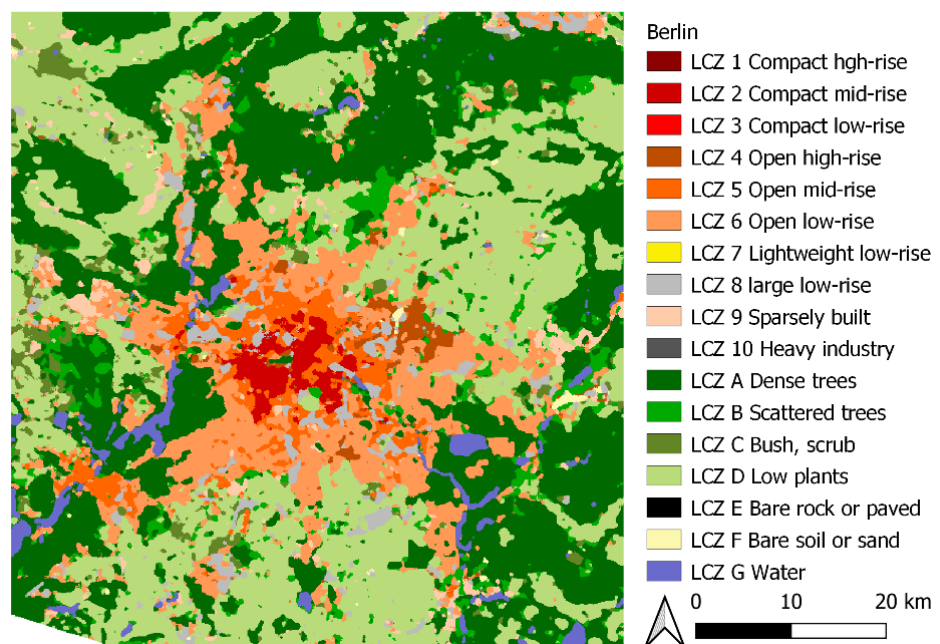 Berlin
LCZ 1 Compact hgh-rise
LCZ 2 Compact mid-rise
LCZ 3 Compact low-rise
LCZ 4 Open high-rise
LCZ 5 Open mid-rise
LCZ 6 Open low-rise
LCZ 7 Lightweight low-rise
LCZ 8 large low-rise
LCZ 9 Sparsely built
LCZ 10 Heavy industry
LCZ A Dense trees
LCZ B Scattered trees
LCZ C Bush, scrub
LCZ D Low plants
LCZ E Bare rock or paved
LCZ F Bare soil or sand
LCZ G Water
0 10 20 km